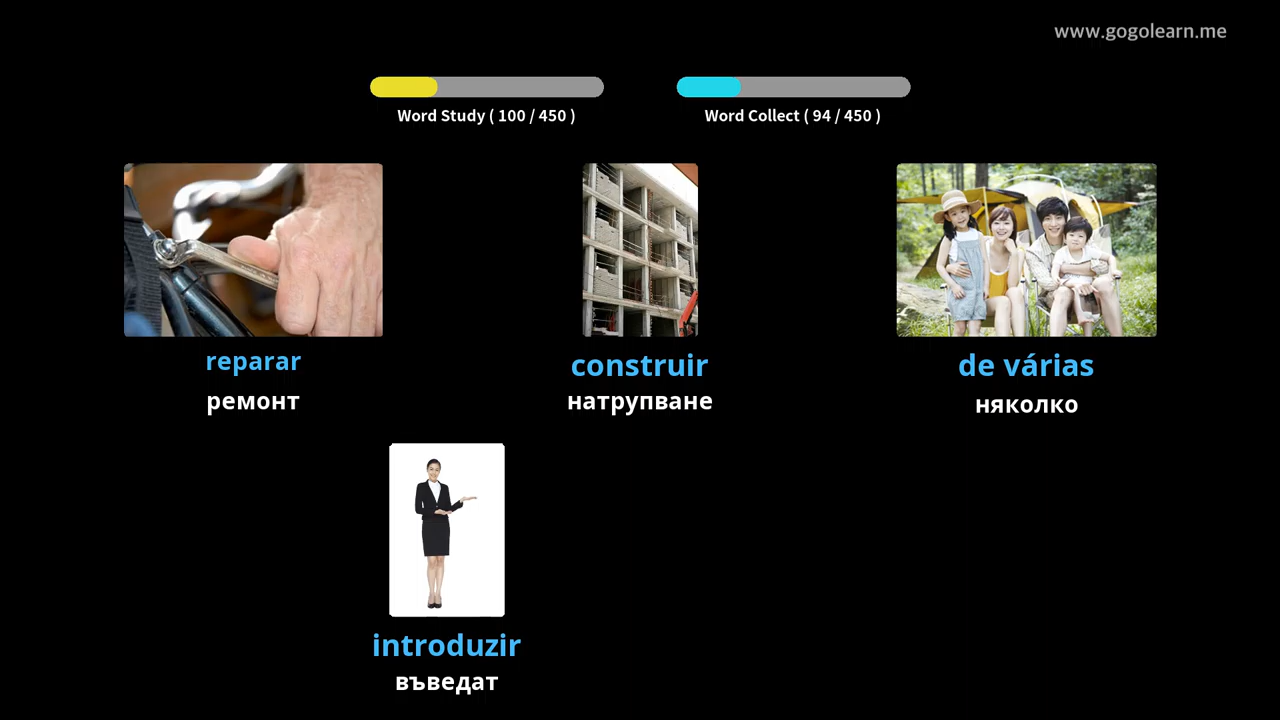 www.gogolearn.me
Word Study ( 100 / 450 )
Word Collect ( 94 / 450 )
reparar
ремонт
construir
натрупване
de várias
няколко
introduzir
въведат